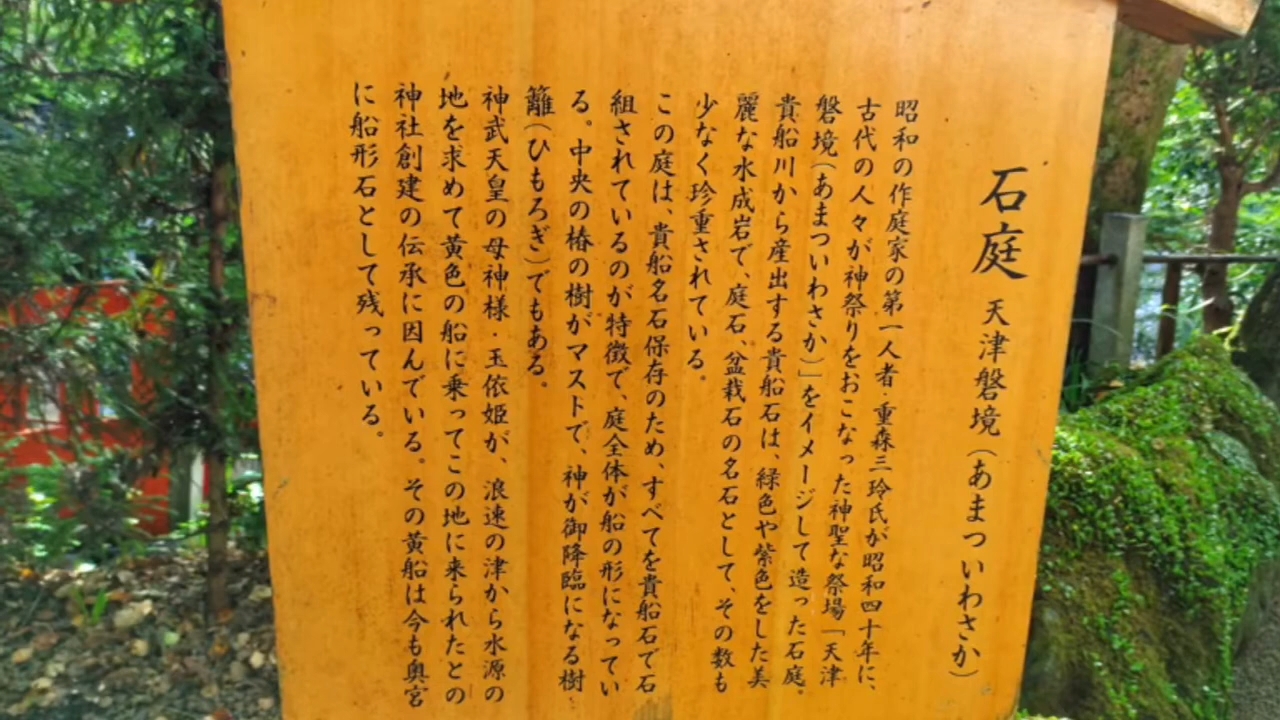 石庭 天津磐境(あまついわさか)
昭和の作庭家の第一人者・重森三玲氏が昭和四十年に、
古代の人々が神祭りをおこなった神聖な祭場「天津
磐境(あまついわさか)」をイメージして造った石庭。
貴船川から産出する貴船石は、緑色や紫色をした美
麗な水成岩で、庭石、盆栽石の名石として、その数も
少なく珍重されている。
この庭は、貴船名石保存のため、すべてを貴船石で石
組されているのが特徴で、庭全体が船の形になってい
る。中央の椿の樹がマストで、神が御降臨になる樹
籬(ひもろぎ)でもある。
神武天皇の母神様・玉依姫が、浪速の津から水源の
地を求めて黄色の船に乗ってこの地に来られたとの
神社創建の伝承に因んでいる。その黄船は今も奥宮
に船形石として残っている。